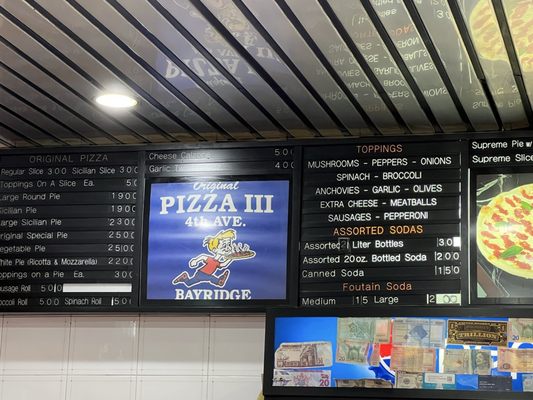 ORIGINAL PIZZA
Regular Slice 3 00 Sicilian Slice
Toppings On A Slice Ea. 5 0
Large Round Pie 19 00
Sicilian Pie 19 00
Large Sicilian Pie 23 00
Original Special Pie 25 00
Vegetable Pie 25 00
White Pie (Ricotta & Mozzarella) 22 0
Toppings on a Pie Ea. 3 00
Sausage Roll 5 0
Broccoli Roll 5 00 Spinach Roll
Cheese Calzone 5 00
Garlic 4 00
Original
PIZZA III
4th AVE.
BAYRIDGE
TOPPINGS
MUSHROOMS - PEPPERS - ONIONS
SPINACH - BROCCOLI
ANCHOVIES - GARLIC - OLIVES
EXTRA CHEESE - MEATBALLS
SAUSAGES - PEPPERONI
ASSORTED SODAS
Assorted 2 Liter Bottles 3 00
Assorted 20oz. Bottled Soda 2 00
Canned Soda 1 50
Foutain Soda
Medium 1 5 Large 2 00
Supreme Pie
Supreme Slice
TRILLION